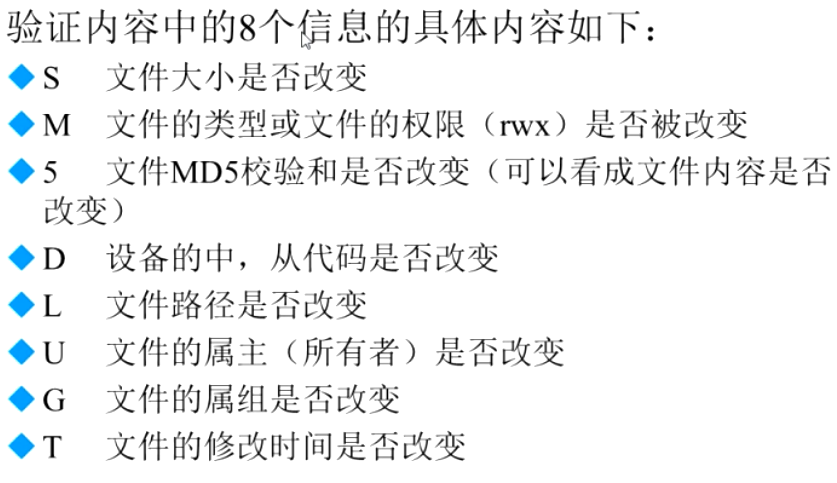 验证内容中的8个信息的具体内容如下：
S 文件大小是否改变
M 文件的类型或文件的权限（rwx）是否被改变
5 文件MD5校验和是否改变（可以看成文件内容是否
改变）
D 设备的中，从代码是否改变
L 文件路径是否改变
U 文件的属主（所有者）是否改变
G 文件的属组是否改变
T 文件的修改时间是否改变